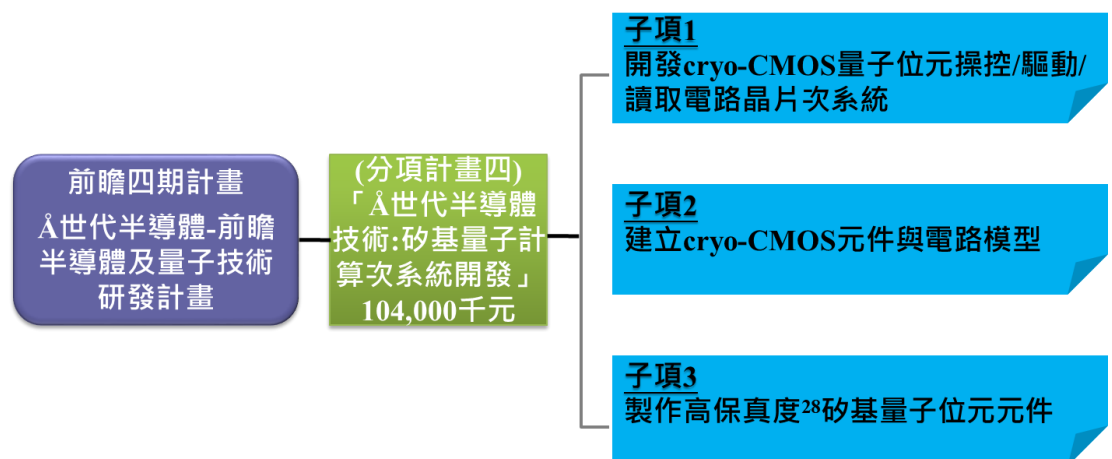 前瞻四期計畫
Å世代半導體-前瞻
半導體及量子技術
研發計畫
(分項計畫四)
「Å世代半導體
技術:矽基量子計
算次系統開發」
104,000千元
子項1
開發cryo-CMOS量子位元操控/驅動/
讀取電路晶片次系統
子項2
建立cryo-CMOS元件與電路模型
子項3
製作高保真度²⁸矽基量子位元元件